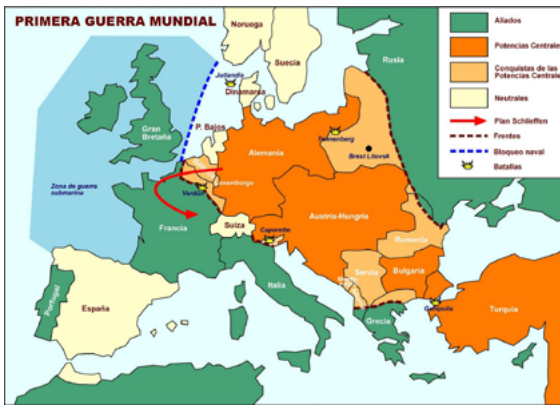 PRIMERA GUERRA MUNDIAL
Noruega
Suecia
Rusia
Jutlandia
Dinamarca
Gran
Bretaña
P. Bajos
Alemania
Tannenberg
Brest Litovsk
Luxemburgo
Zona de guerra
submarina
Verdún
Francia
Suiza
Austria-Hungría
Caporetto
Rumanía
Servia
Bulgaria
Italia
Portugal
España
Grecia
Gallípoli
Turquía
Aliados
Potencias Centrales
Conquistas de las
Potencias Centrales
Neutrales
Plan Schlieffen
Frentes
Bloqueo naval
Batallas